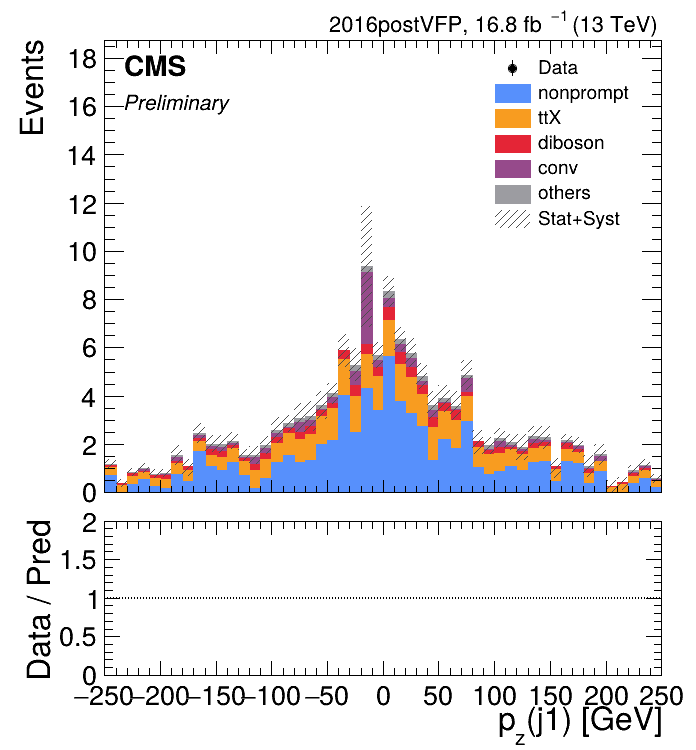 2016postVFP, 16.8 fb⁻¹ (13 TeV)
CMS
Preliminary
Events
18
16
14
12
10
8
6
4
2
0
Data
nonprompt
ttX
diboson
conv
others
Stat+Syst
Data / Pred
2
1.5
1
0.5
0
−250 −200 −150 −100 −50 0 50 100 150 200 250
p_z(j1) [GeV]